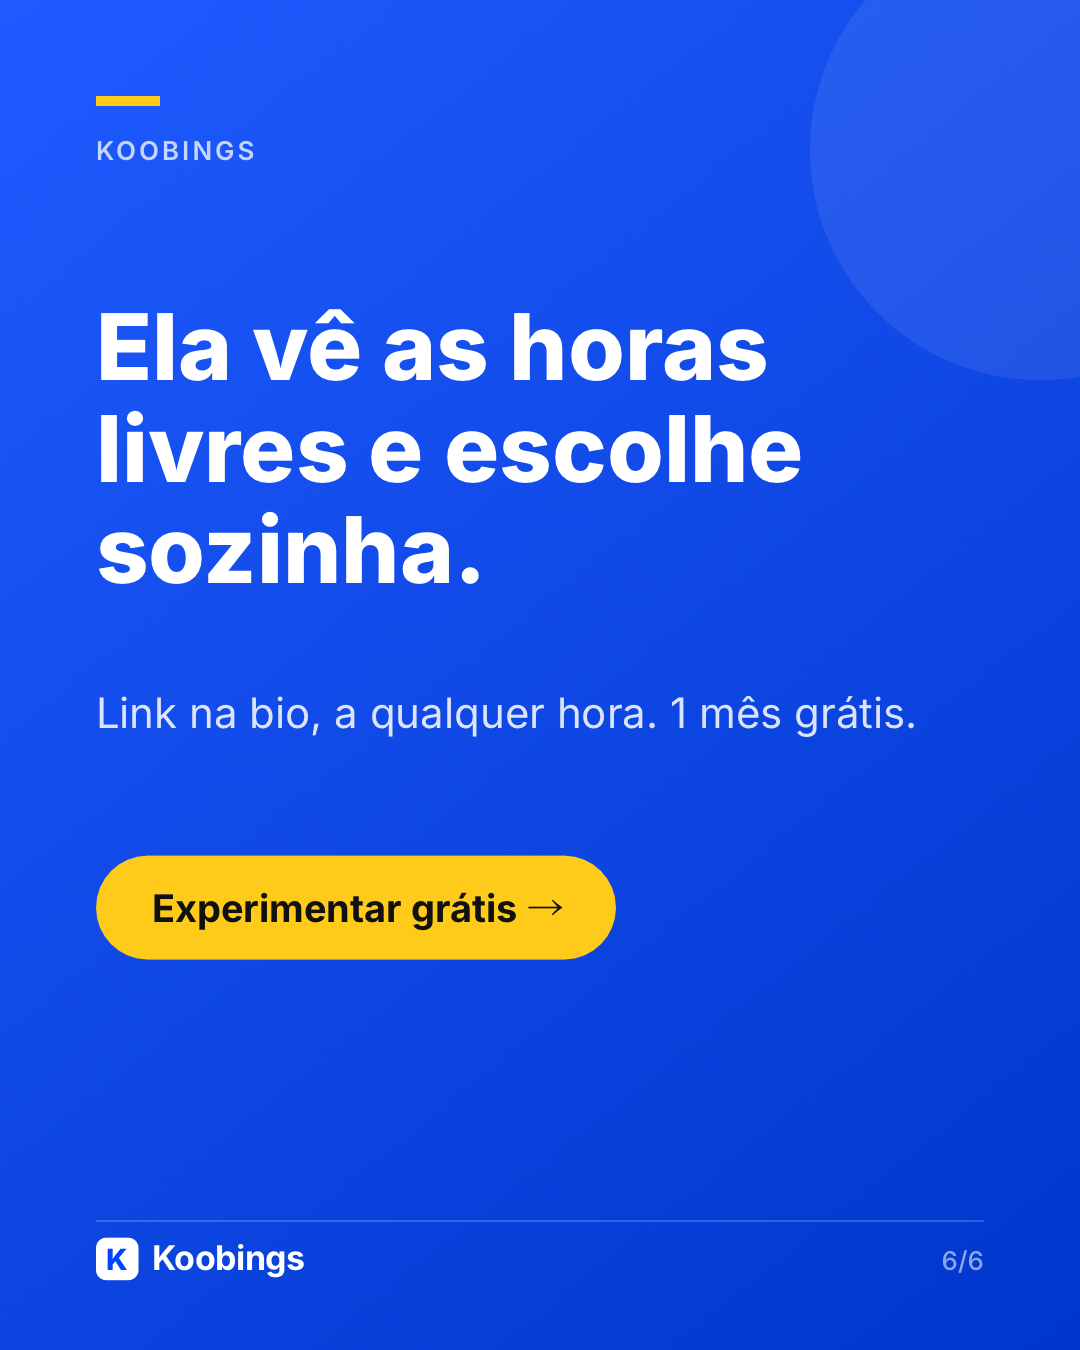 KOOBINGS
Ela vê as horas
livres e escolhe
sozinha.
Link na bio, a qualquer hora. 1 mês grátis.
Experimentar grátis →
K Koobings
6/6